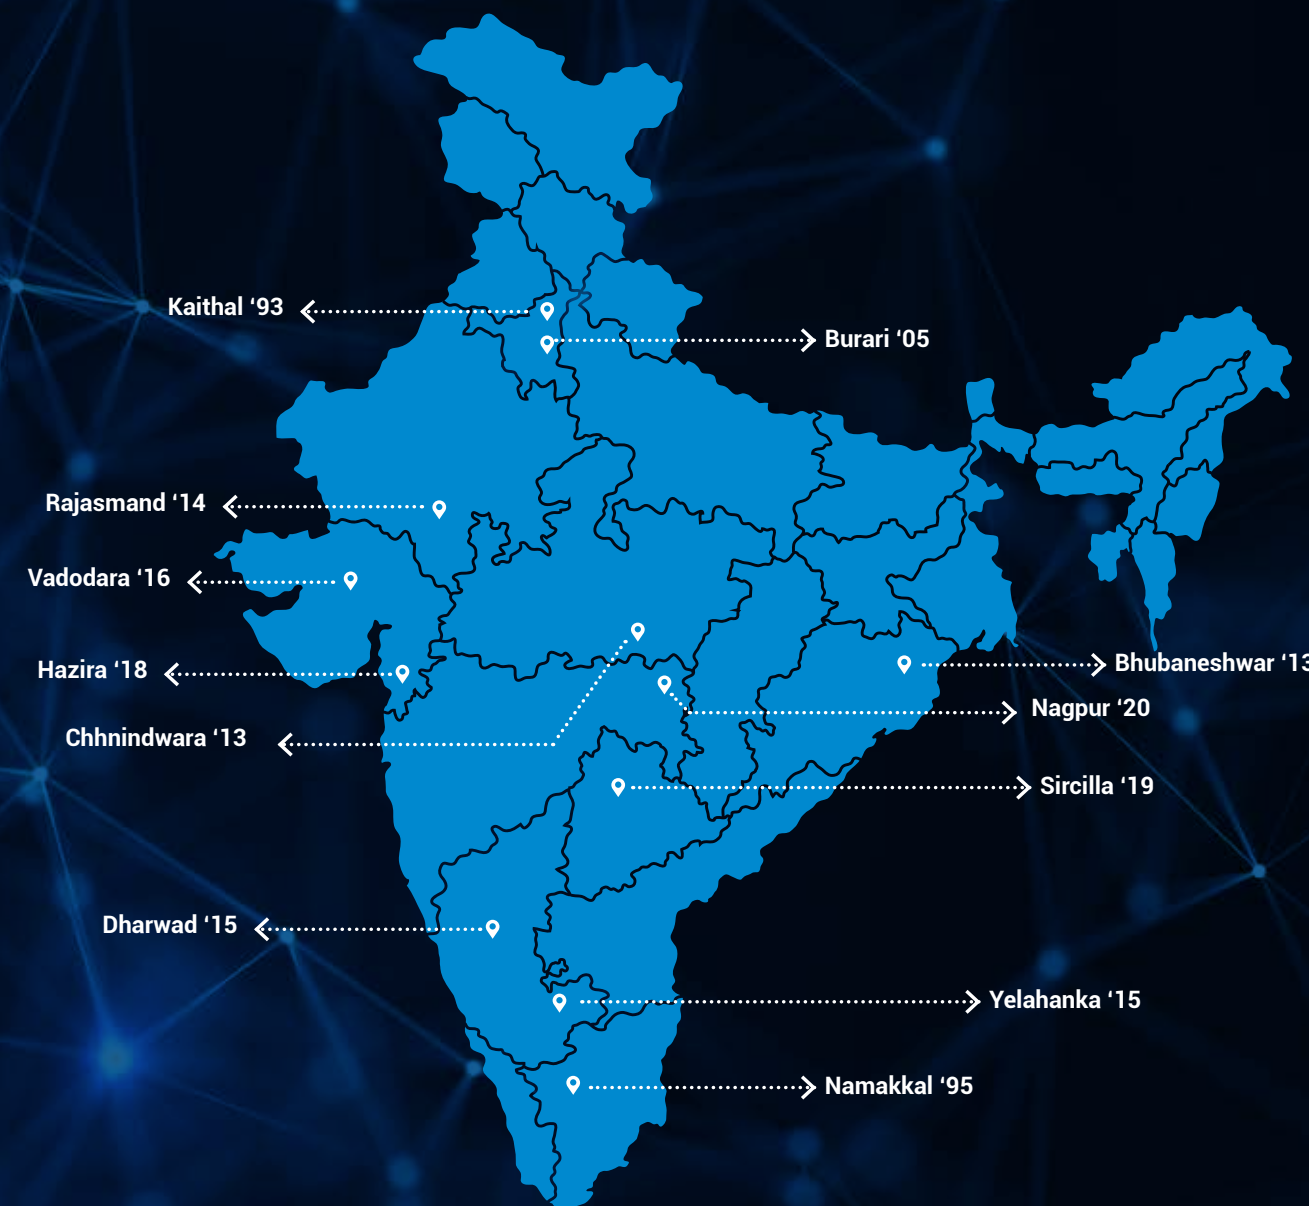 Kaithal ‘93
Burari ‘05
Rajasmand ‘14
Vadodara ‘16
Hazira ‘18
Bhubaneshwar ‘13
Nagpur ‘20
Chhnindwara ‘13
Sircilla ‘19
Dharwad ‘15
Yelahanka ‘15
Namakkal ‘95